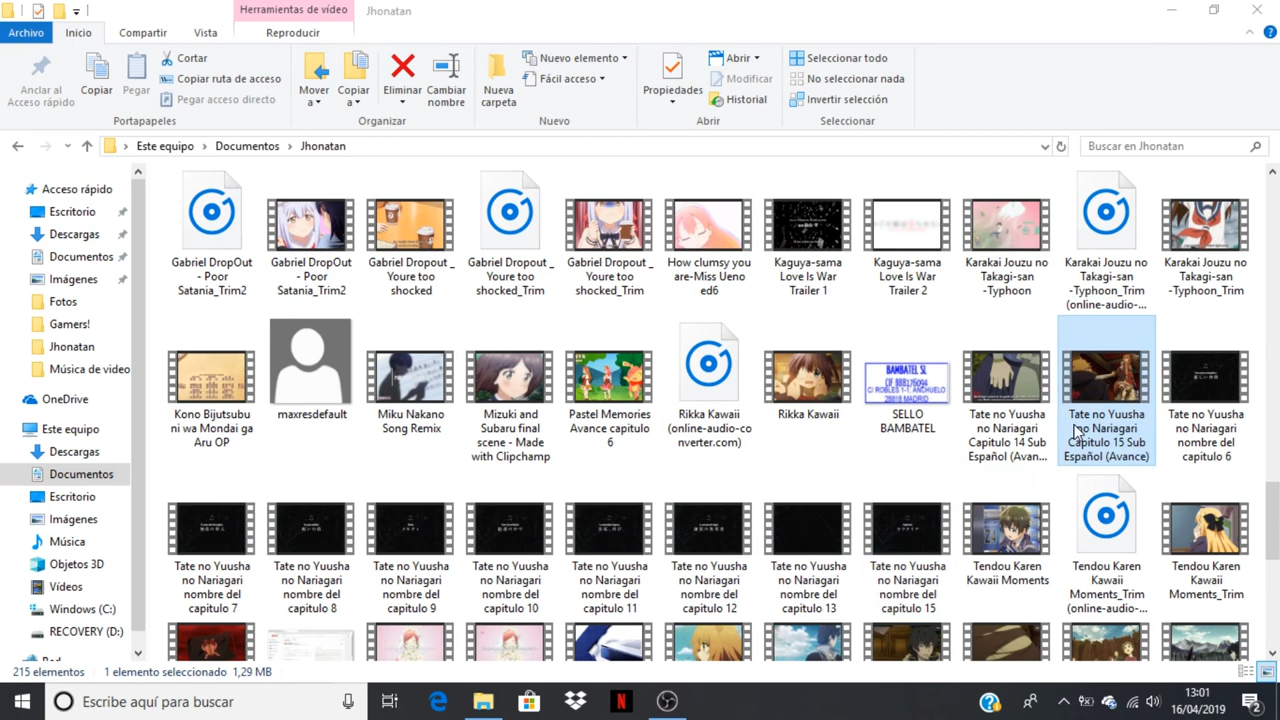 Herramientas de vídeo
Jhonatan
Archivo
Inicio
Compartir
Vista
Reproducir
Anclar al
Acceso rápido
Copiar
Pegar
Cortar
Copiar ruta de acceso
Pegar acceso directo
Mover
a
Copiar
a
Eliminar
Cambiar
nombre
Nueva
carpeta
Nuevo elemento
Fácil acceso
Propiedades
Abrir
Modificar
Historial
Seleccionar todo
No seleccionar nada
Invertir selección
Portapapeles
Organizar
Nuevo
Abrir
Seleccionar
Este equipo
Documentos
Jhonatan
Buscar en Jhonatan
Acceso rápido
Escritorio
Descargas
Documentos
Imágenes
Fotos
Gamers!
Jhonatan
Música de video
OneDrive
Este equipo
Descargas
Documentos
Escritorio
Imágenes
Música
Objetos 3D
Vídeos
Windows (C:)
RECOVERY (D:)
Gabriel DropOut
- Poor
Satania_Trim2
Gabriel DropOut
- Poor
Satania_Trim2
Gabriel Dropout _
Youre too
shocked
Gabriel Dropout _
Youre too
shocked_Trim
Gabriel Dropout _
Youre too
shocked_Trim
How clumsy you
are-Miss Ueno
ed6
Kaguya-sama
Love Is War
Trailer 1
Kaguya-sama
Love Is War
Trailer 2
Karakai Jouzu no
Takagi-san
-Typhoon
Karakai Jouzu no
Takagi-san
-Typhoon_Trim
(online-audio-...
Karakai Jouzu no
Takagi-san
-Typhoon_Trim
Kono Bijutsubu
ni wa Mondai ga
Aru OP
maxresdefault
Miku Nakano
Song Remix
Mizuki and
Subaru final
scene - Made
with Clipchamp
Pastel Memories
Avance capitulo
6
Rikka Kawaii
(online-audio-co
nverter.com)
Rikka Kawaii
BAMBATEL SL
CIF B88176094
C/ ROBLES 1-1. ANCHUELO
28818 MADRID
SELLO
BAMBATEL
Tate no Yuusha
no Nariagari
Capitulo 14 Sub
Español (Avan...
Tate no Yuusha
no Nariagari
Capitulo 15 Sub
Español (Avance)
Tate no Yuusha
no Nariagari
nombre del
capitulo 6
Tate no Yuusha
no Nariagari
nombre del
capitulo 7
Tate no Yuusha
no Nariagari
nombre del
capitulo 8
Tate no Yuusha
no Nariagari
nombre del
capitulo 9
Tate no Yuusha
no Nariagari
nombre del
capitulo 10
Tate no Yuusha
no Nariagari
nombre del
capitulo 11
Tate no Yuusha
no Nariagari
nombre del
capitulo 12
Tate no Yuusha
no Nariagari
nombre del
capitulo 13
Tate no Yuusha
no Nariagari
nombre del
capitulo 15
Tendou Karen
Kawaii Moments
Tendou Karen
Kawaii
Moments_Trim
(online-audio-...
Tendou Karen
Kawaii
Moments_Trim
215 elementos
1 elemento seleccionado 1,29 MB
Escribe aquí para buscar
13:01
16/04/2019
2